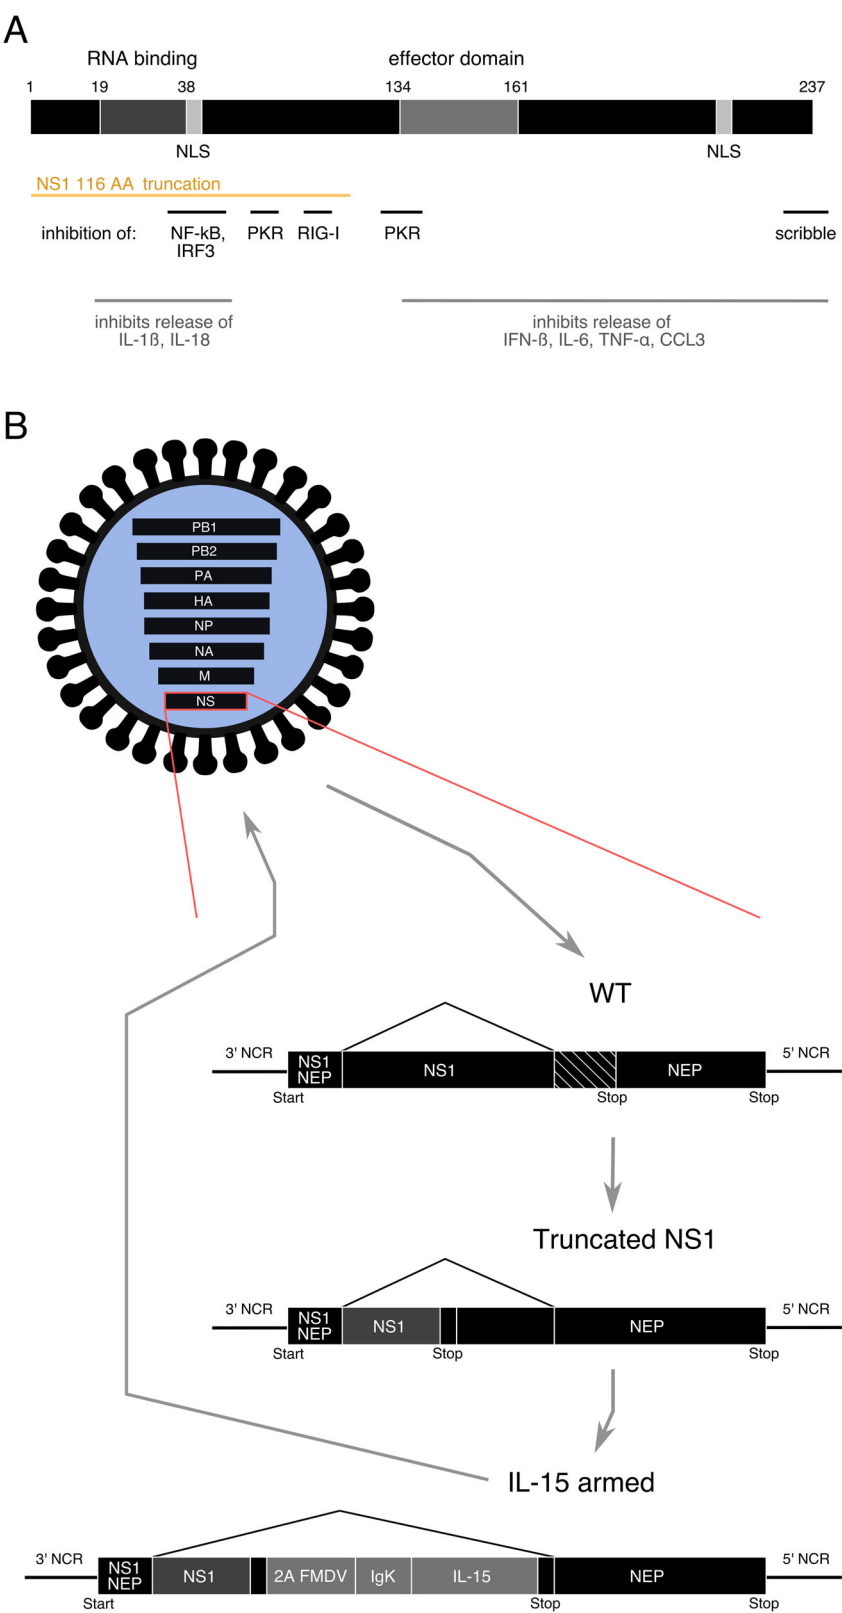 A
RNA binding effector domain
1 19 38 134 161 237
NLS NLS
NS1 116 AA truncation
inhibition of: NF-kB, PKR RIG-I PKR scribble
IRF3
inhibits release of inhibits release of
IL-1ß, IL-18 IFN-ß, IL-6, TNF-α, CCL3
B
PB1
PB2
PA
HA
NP
NA
M
NS
WT
3' NCR NS1 NEP NS1 NEP 5' NCR
Start Stop Stop
Truncated NS1
3' NCR NS1 NEP NS1 NEP 5' NCR
Start Stop Stop
IL-15 armed
3' NCR NS1 NEP NS1 2A FMDV IgK IL-15 NEP 5' NCR
Start Stop Stop